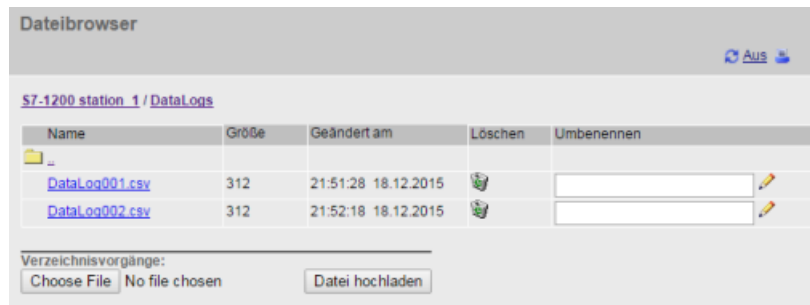 Dateibrowser
Aus
S7-1200 station_1 / DataLogs
Name Größe Geändert am Löschen Umbenennen
..
DataLog001.csv 312 21:51:28 18.12.2015
DataLog002.csv 312 21:52:18 18.12.2015
Verzeichnisvorgänge:
Choose File No file chosen Datei hochladen